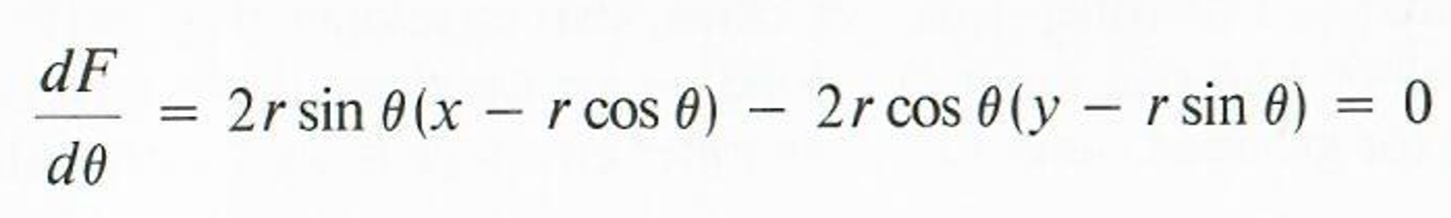 dF/dθ = 2r sin θ(x − r cos θ) − 2r cos θ(y − r sin θ) = 0